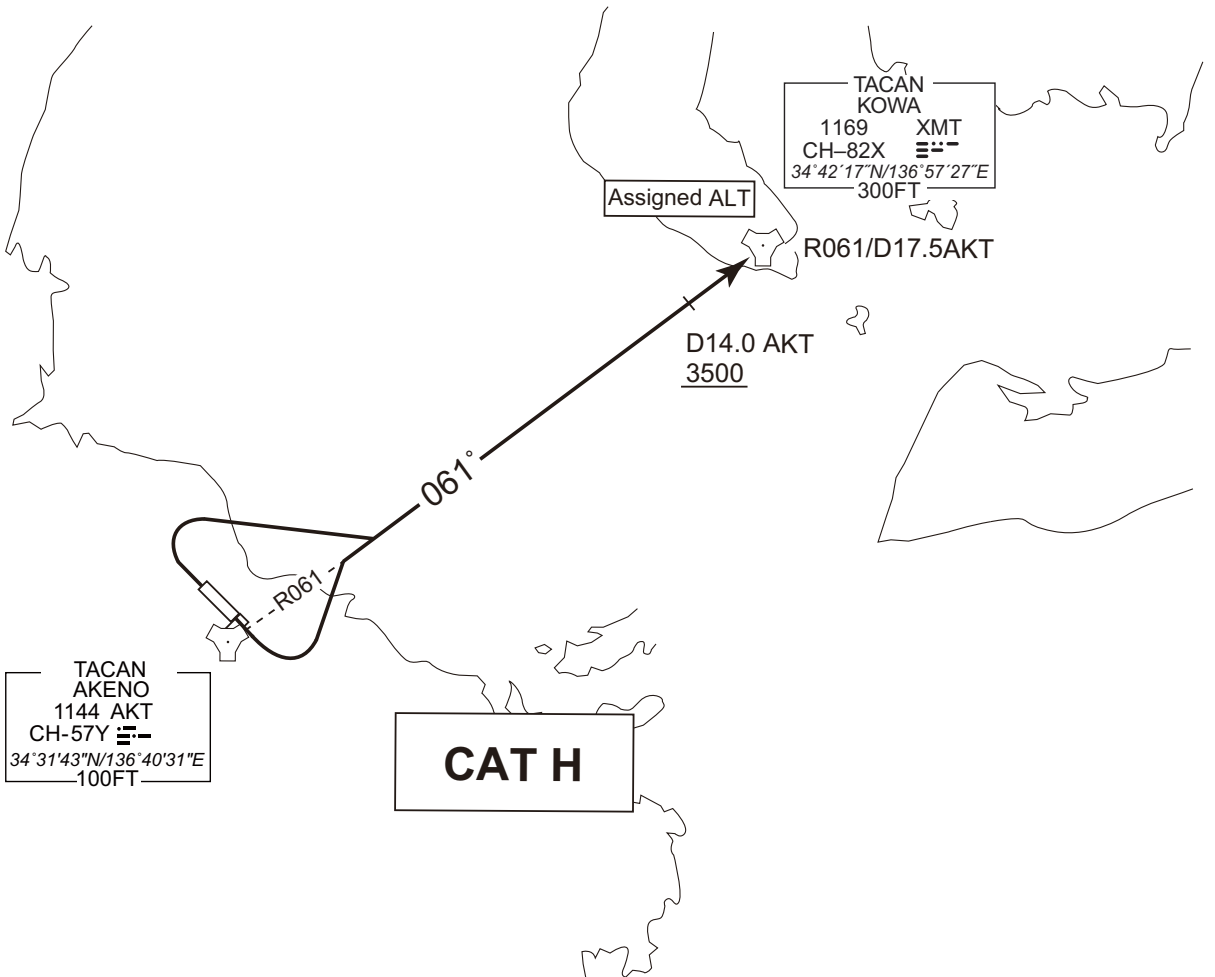 TACAN
KOWA
1169 XMT
CH–82X
34°42´17˝N/136°57´27˝E
300FT
Assigned ALT
R061/D17.5AKT
D14.0 AKT
3500
061°
R061
TACAN
AKENO
1144 AKT
CH-57Y
34°31'43"N/136°40'31"E
100FT
CAT H